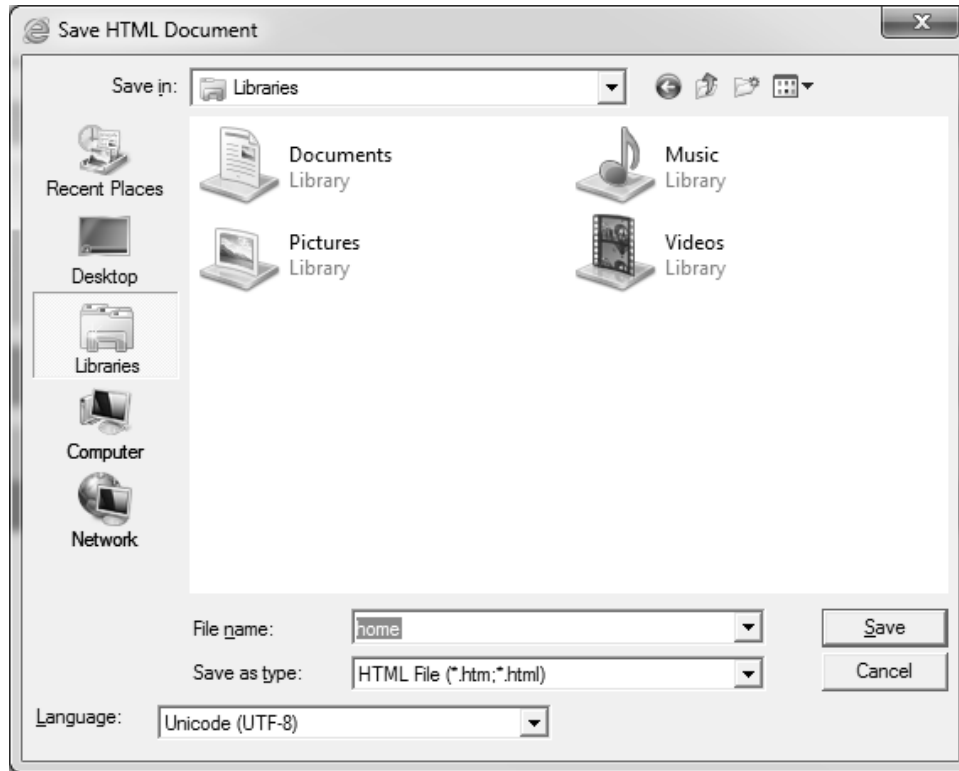 Save HTML Document
X
Save in:
Libraries
Recent Places
Desktop
Libraries
Computer
Network
Documents
Library
Music
Library
Pictures
Library
Videos
Library
File name:
home
Save
Save as type:
HTML File (*.htm;*.html)
Cancel
Language:
Unicode (UTF-8)